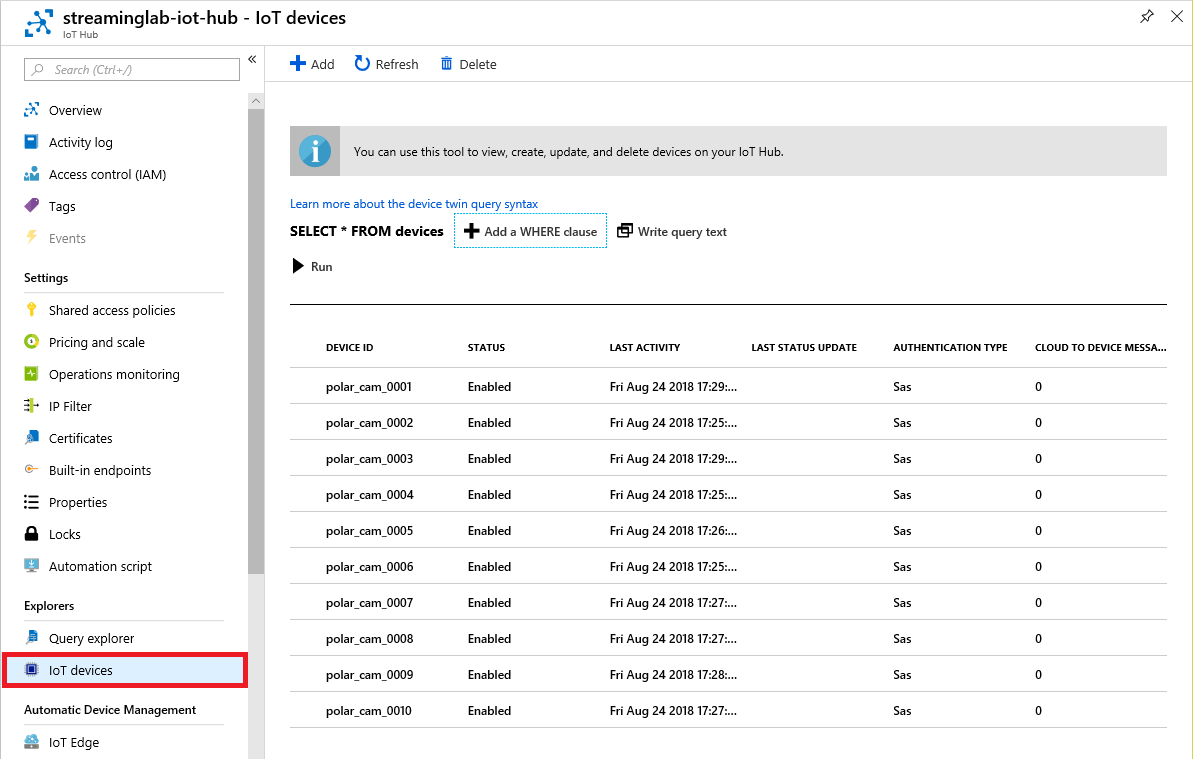 streaminglab-iot-hub - IoT devices
IoT Hub
Search (Ctrl+/)
«
Overview
Activity log
Access control (IAM)
Tags
Events
Settings
Shared access policies
Pricing and scale
Operations monitoring
IP Filter
Certificates
Built-in endpoints
Properties
Locks
Automation script
Explorers
Query explorer
IoT devices
Automatic Device Management
IoT Edge
Add Refresh Delete
You can use this tool to view, create, update, and delete devices on your IoT Hub.
Learn more about the device twin query syntax
SELECT * FROM devices Add a WHERE clause Write query text
Run
DEVICE ID STATUS LAST ACTIVITY LAST STATUS UPDATE AUTHENTICATION TYPE CLOUD TO DEVICE MESSA...
polar_cam_0001 Enabled Fri Aug 24 2018 17:29:... Sas 0
polar_cam_0002 Enabled Fri Aug 24 2018 17:25:... Sas 0
polar_cam_0003 Enabled Fri Aug 24 2018 17:29:... Sas 0
polar_cam_0004 Enabled Fri Aug 24 2018 17:25:... Sas 0
polar_cam_0005 Enabled Fri Aug 24 2018 17:26:... Sas 0
polar_cam_0006 Enabled Fri Aug 24 2018 17:25:... Sas 0
polar_cam_0007 Enabled Fri Aug 24 2018 17:27:... Sas 0
polar_cam_0008 Enabled Fri Aug 24 2018 17:27:... Sas 0
polar_cam_0009 Enabled Fri Aug 24 2018 17:28:... Sas 0
polar_cam_0010 Enabled Fri Aug 24 2018 17:27:... Sas 0